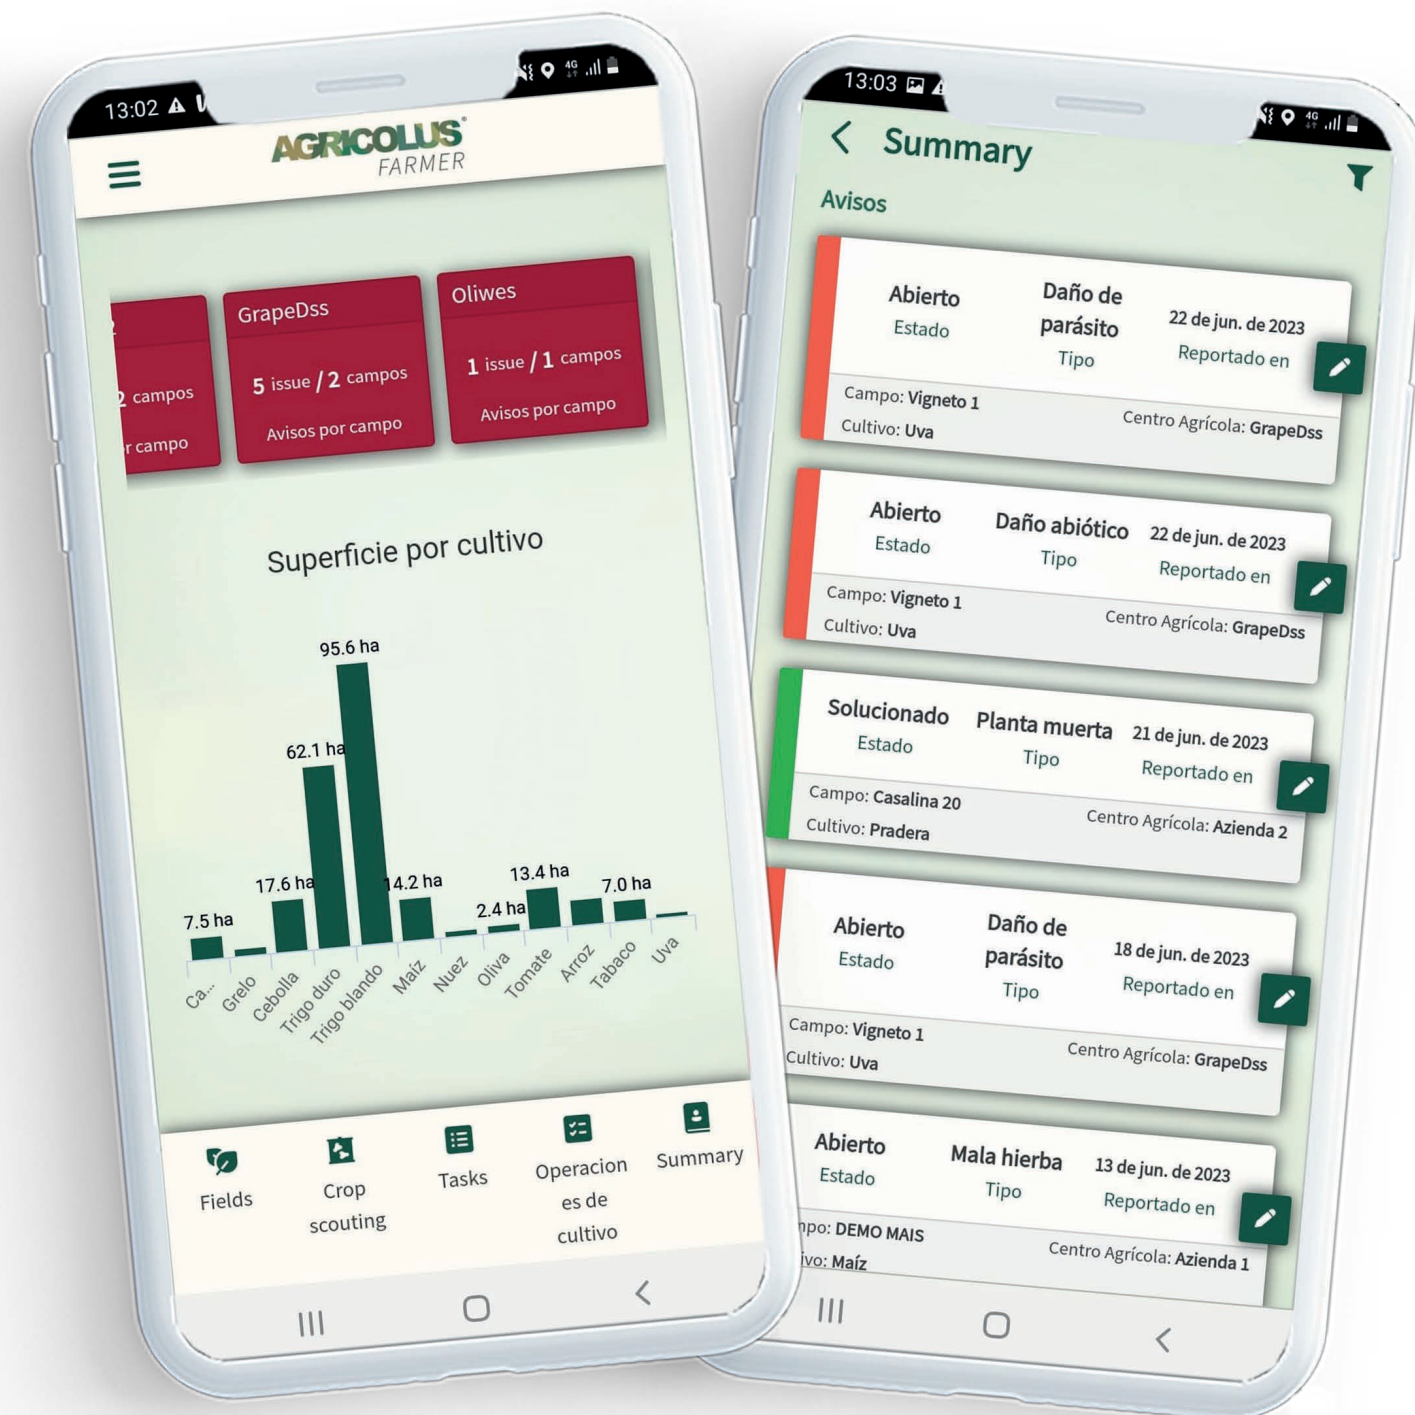 13:02
4G
AGRICOLUS
FARMER
campos
campo
GrapeDss
5 issue / 2 campos
Avisos por campo
Oliwes
1 issue / 1 campos
Avisos por campo
Superficie por cultivo
95.6 ha
62.1 ha
17.6 ha
14.2 ha
13.4 ha
7.0 ha
7.5 ha
2.4 ha
Ca...
Grelo
Cebolla
Trigo duro
Trigo blando
Maíz
Nuez
Oliva
Tomate
Arroz
Tabaco
Uva
Fields
Crop
scouting
Tasks
Operacion
es de
cultivo
Summary
13:03
4G
Summary
Avisos
Abierto
Estado
Daño de
parásito
Tipo
22 de jun. de 2023
Reportado en
Campo: Vigneto 1
Cultivo: Uva
Centro Agrícola: GrapeDss
Abierto
Estado
Daño abiótico
Tipo
22 de jun. de 2023
Reportado en
Campo: Vigneto 1
Cultivo: Uva
Centro Agrícola: GrapeDss
Solucionado
Estado
Planta muerta
Tipo
21 de jun. de 2023
Reportado en
Campo: Casalina 20
Cultivo: Pradera
Centro Agrícola: Azienda 2
Abierto
Estado
Daño de
parásito
Tipo
18 de jun. de 2023
Reportado en
Campo: Vigneto 1
Cultivo: Uva
Centro Agrícola: GrapeDss
Abierto
Estado
Mala hierba
Tipo
13 de jun. de 2023
Reportado en
mpo: DEMO MAIS
ivo: Maíz
Centro Agrícola: Azienda 1